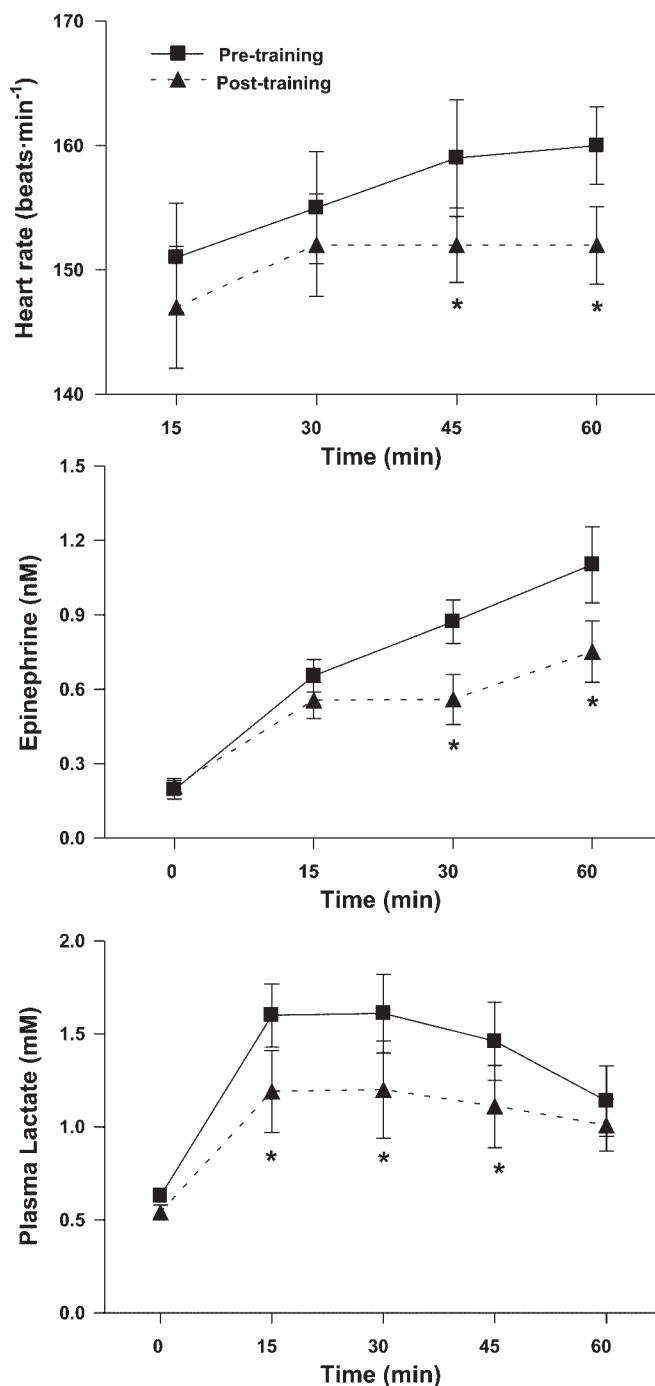 170
Pre-training
Post-training
160
150
140
Heart rate (beats·min⁻¹)
*
*
15 30 45 60
Time (min)
1.5
1.2
0.9
0.6
0.3
0.0
Epinephrine (nM)
*
*
0 15 30 60
Time (min)
2.0
1.5
1.0
0.5
0.0
Plasma Lactate (mM)
* * *
0 15 30 45 60
Time (min)